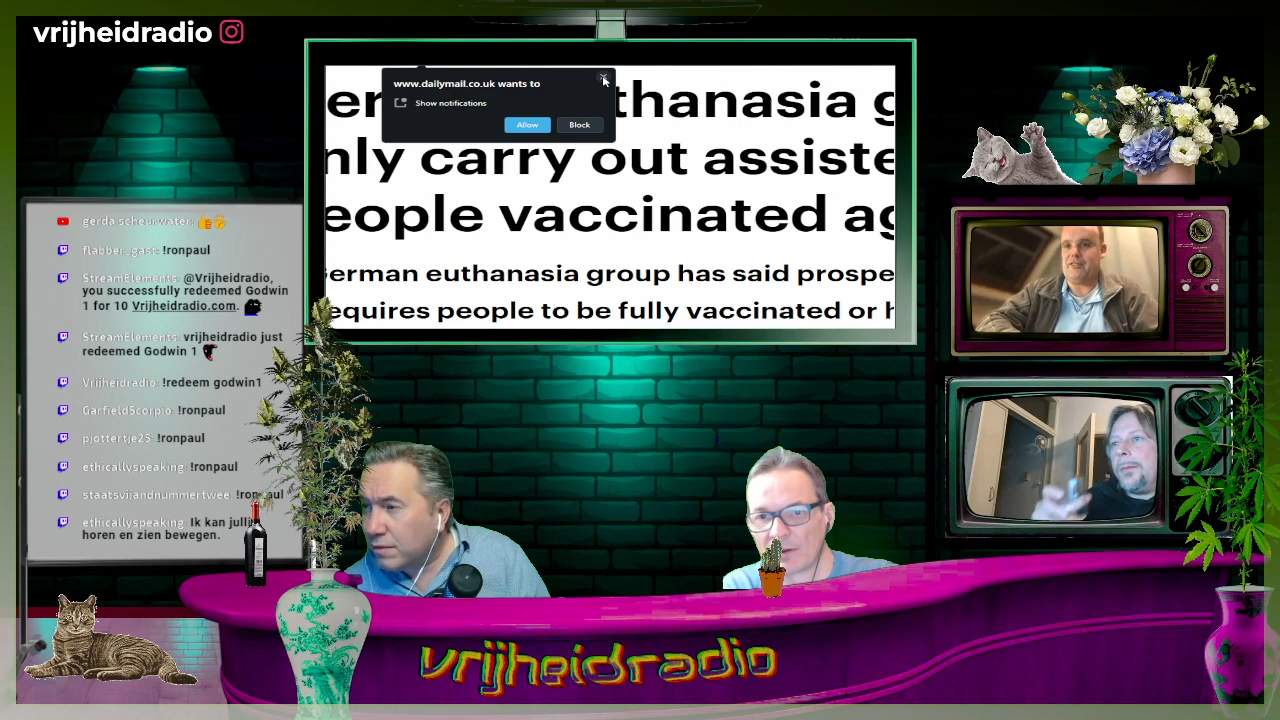 vrijheidradio
gerda scheurwater:
flabber_gast: !ronpaul
StreamElements: @Vrijheidradio,
you successfully redeemed Godwin
1 for 10 Vrijheidradio.com.
StreamElements: vrijheidradio just
redeemed Godwin 1
Vrijheidradio: !redeem godwin1
GarfieldScorpio: !ronpaul
pjottertje25: !ronpaul
ethicallyspeaking: !ronpaul
staatsvijandnummertwee: !ronpaul
ethicallyspeaking: Ik kan jullie
horen en zien bewegen.
www.dailymail.co.uk wants to
Show notifications
Allow Block
er thanasia g
nly carry out assiste
eople vaccinated ag
erman euthanasia group has said prospe
equires people to be fully vaccinated or h
vrijheidradio